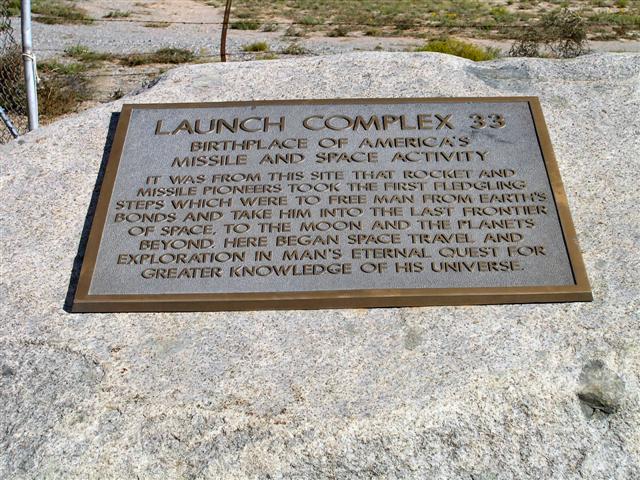 LAUNCH COMPLEX 33
BIRTHPLACE OF AMERICA'S
MISSILE AND SPACE ACTIVITY
IT WAS FROM THIS SITE THAT ROCKET AND
MISSILE PIONEERS TOOK THE FIRST FLEDGLING
STEPS WHICH WERE TO FREE MAN FROM EARTH'S
BONDS AND TAKE HIM INTO THE LAST FRONTIER
OF SPACE, TO THE MOON AND THE PLANETS
BEYOND. HERE BEGAN SPACE TRAVEL AND
EXPLORATION IN MAN'S ETERNAL QUEST FOR
GREATER KNOWLEDGE OF HIS UNIVERSE.